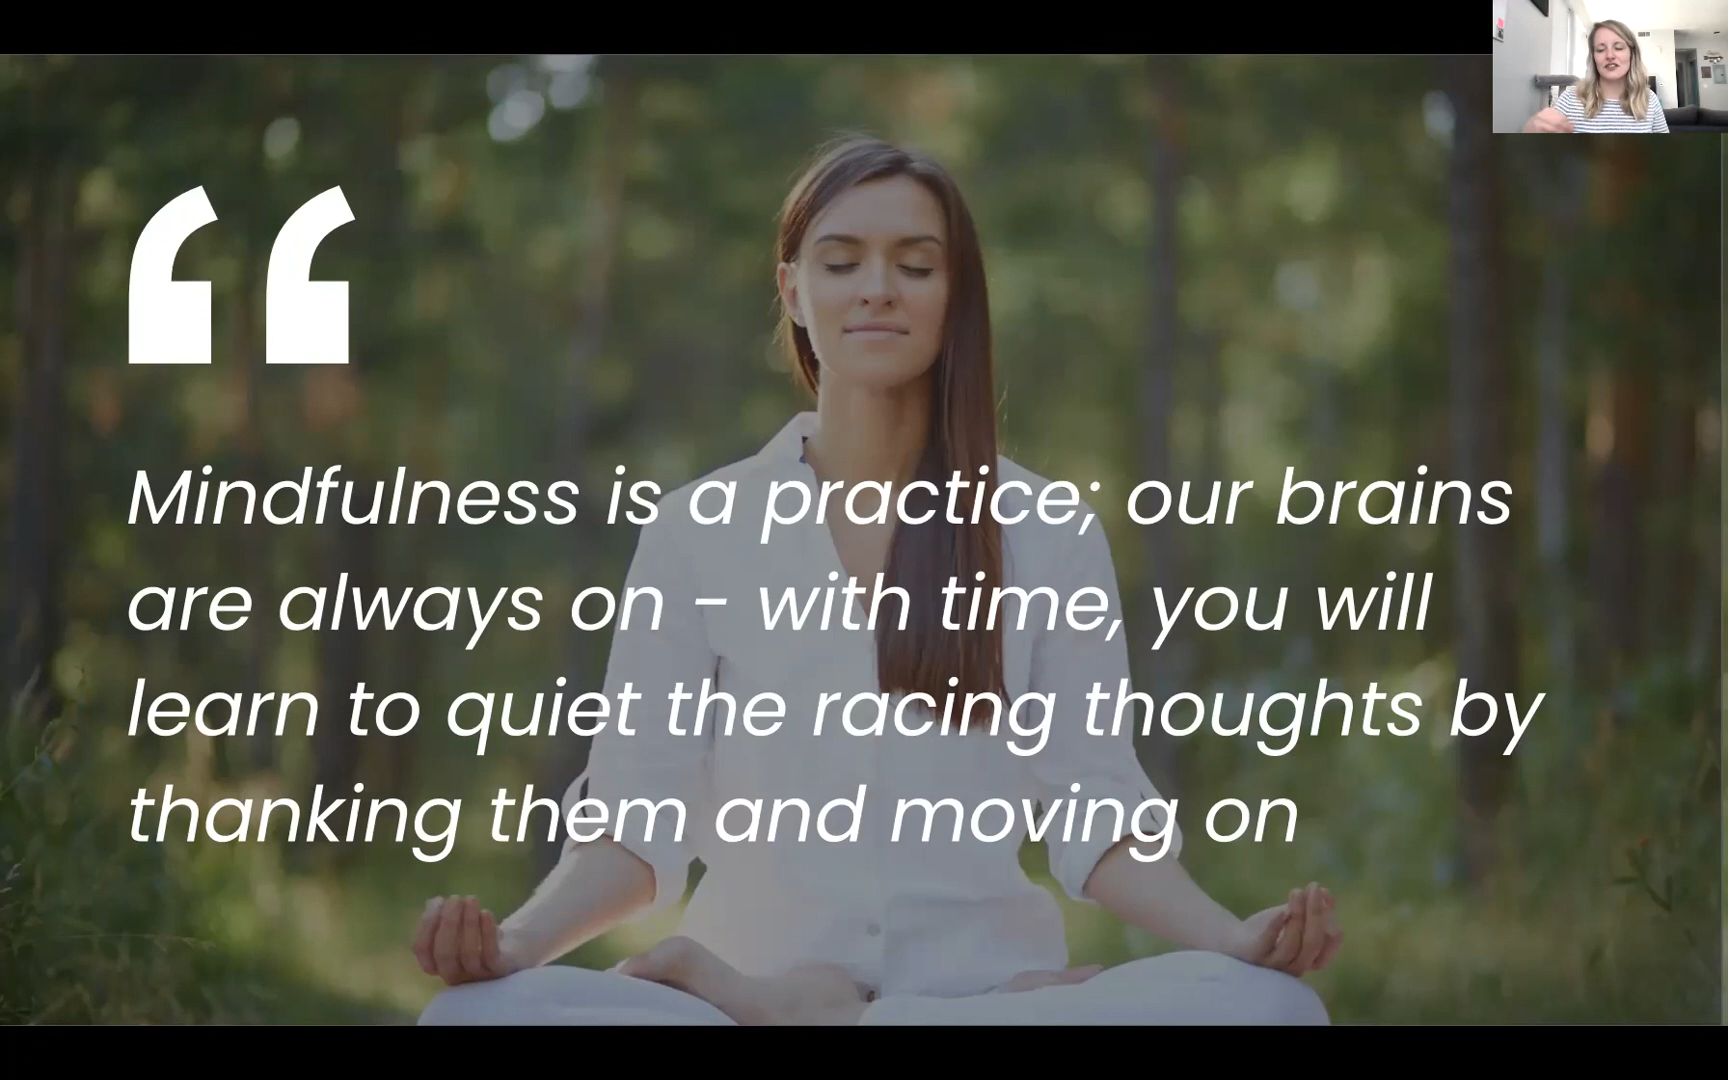 “
Mindfulness is a practice; our brains
are always on - with time, you will
learn to quiet the racing thoughts by
thanking them and moving on